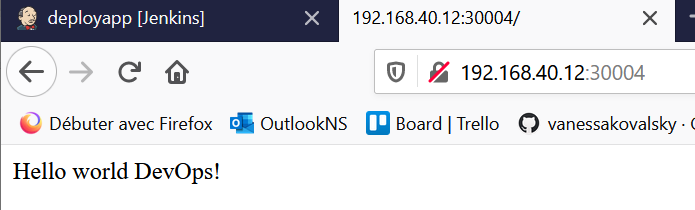 deployapp [Jenkins]
192.168.40.12:30004/
192.168.40.12:30004
Débuter avec Firefox
OutlookNS
Board | Trello
vanessakovalsky ·
Hello world DevOps!